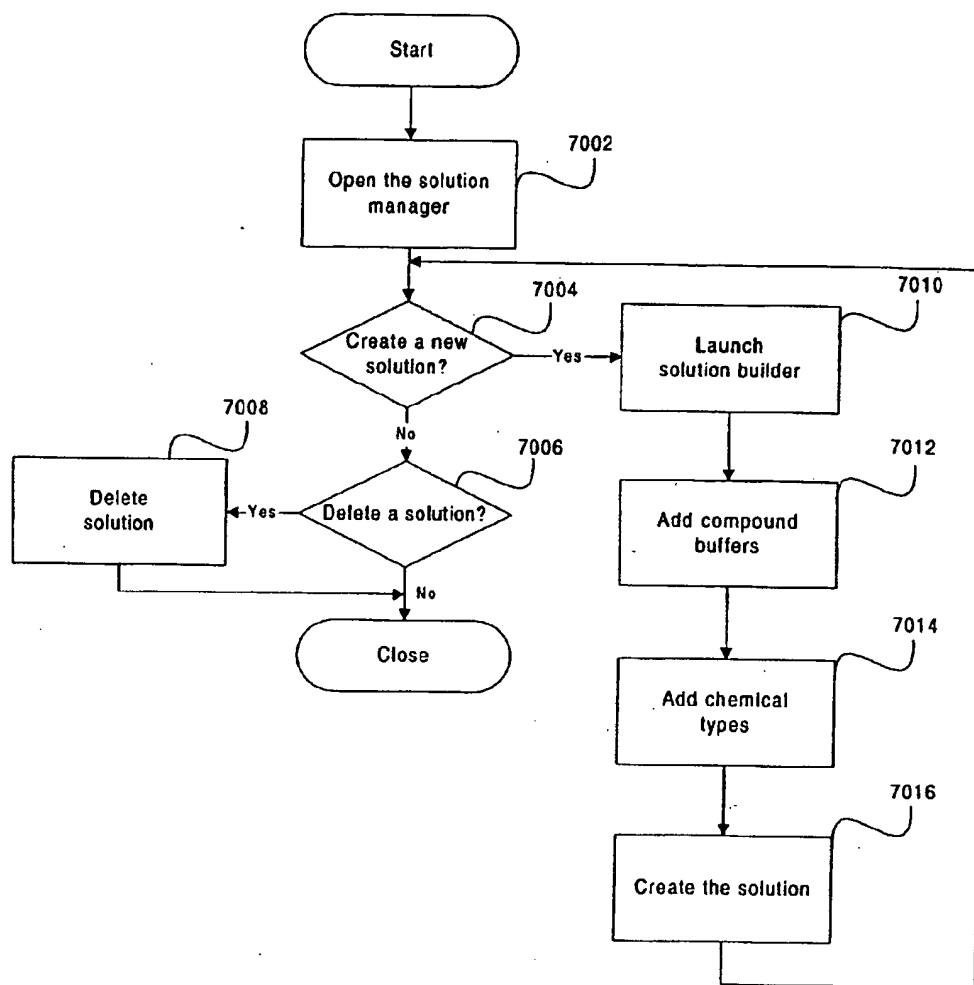 Start
7002
Open the solution
manager
7004
Create a new
solution?
Yes
7010
Launch
solution builder
No
7008
Delete
solution
Yes
7006
Delete a solution?
No
Close
7012
Add compound
buffers
7014
Add chemical
types
7016
Create the solution